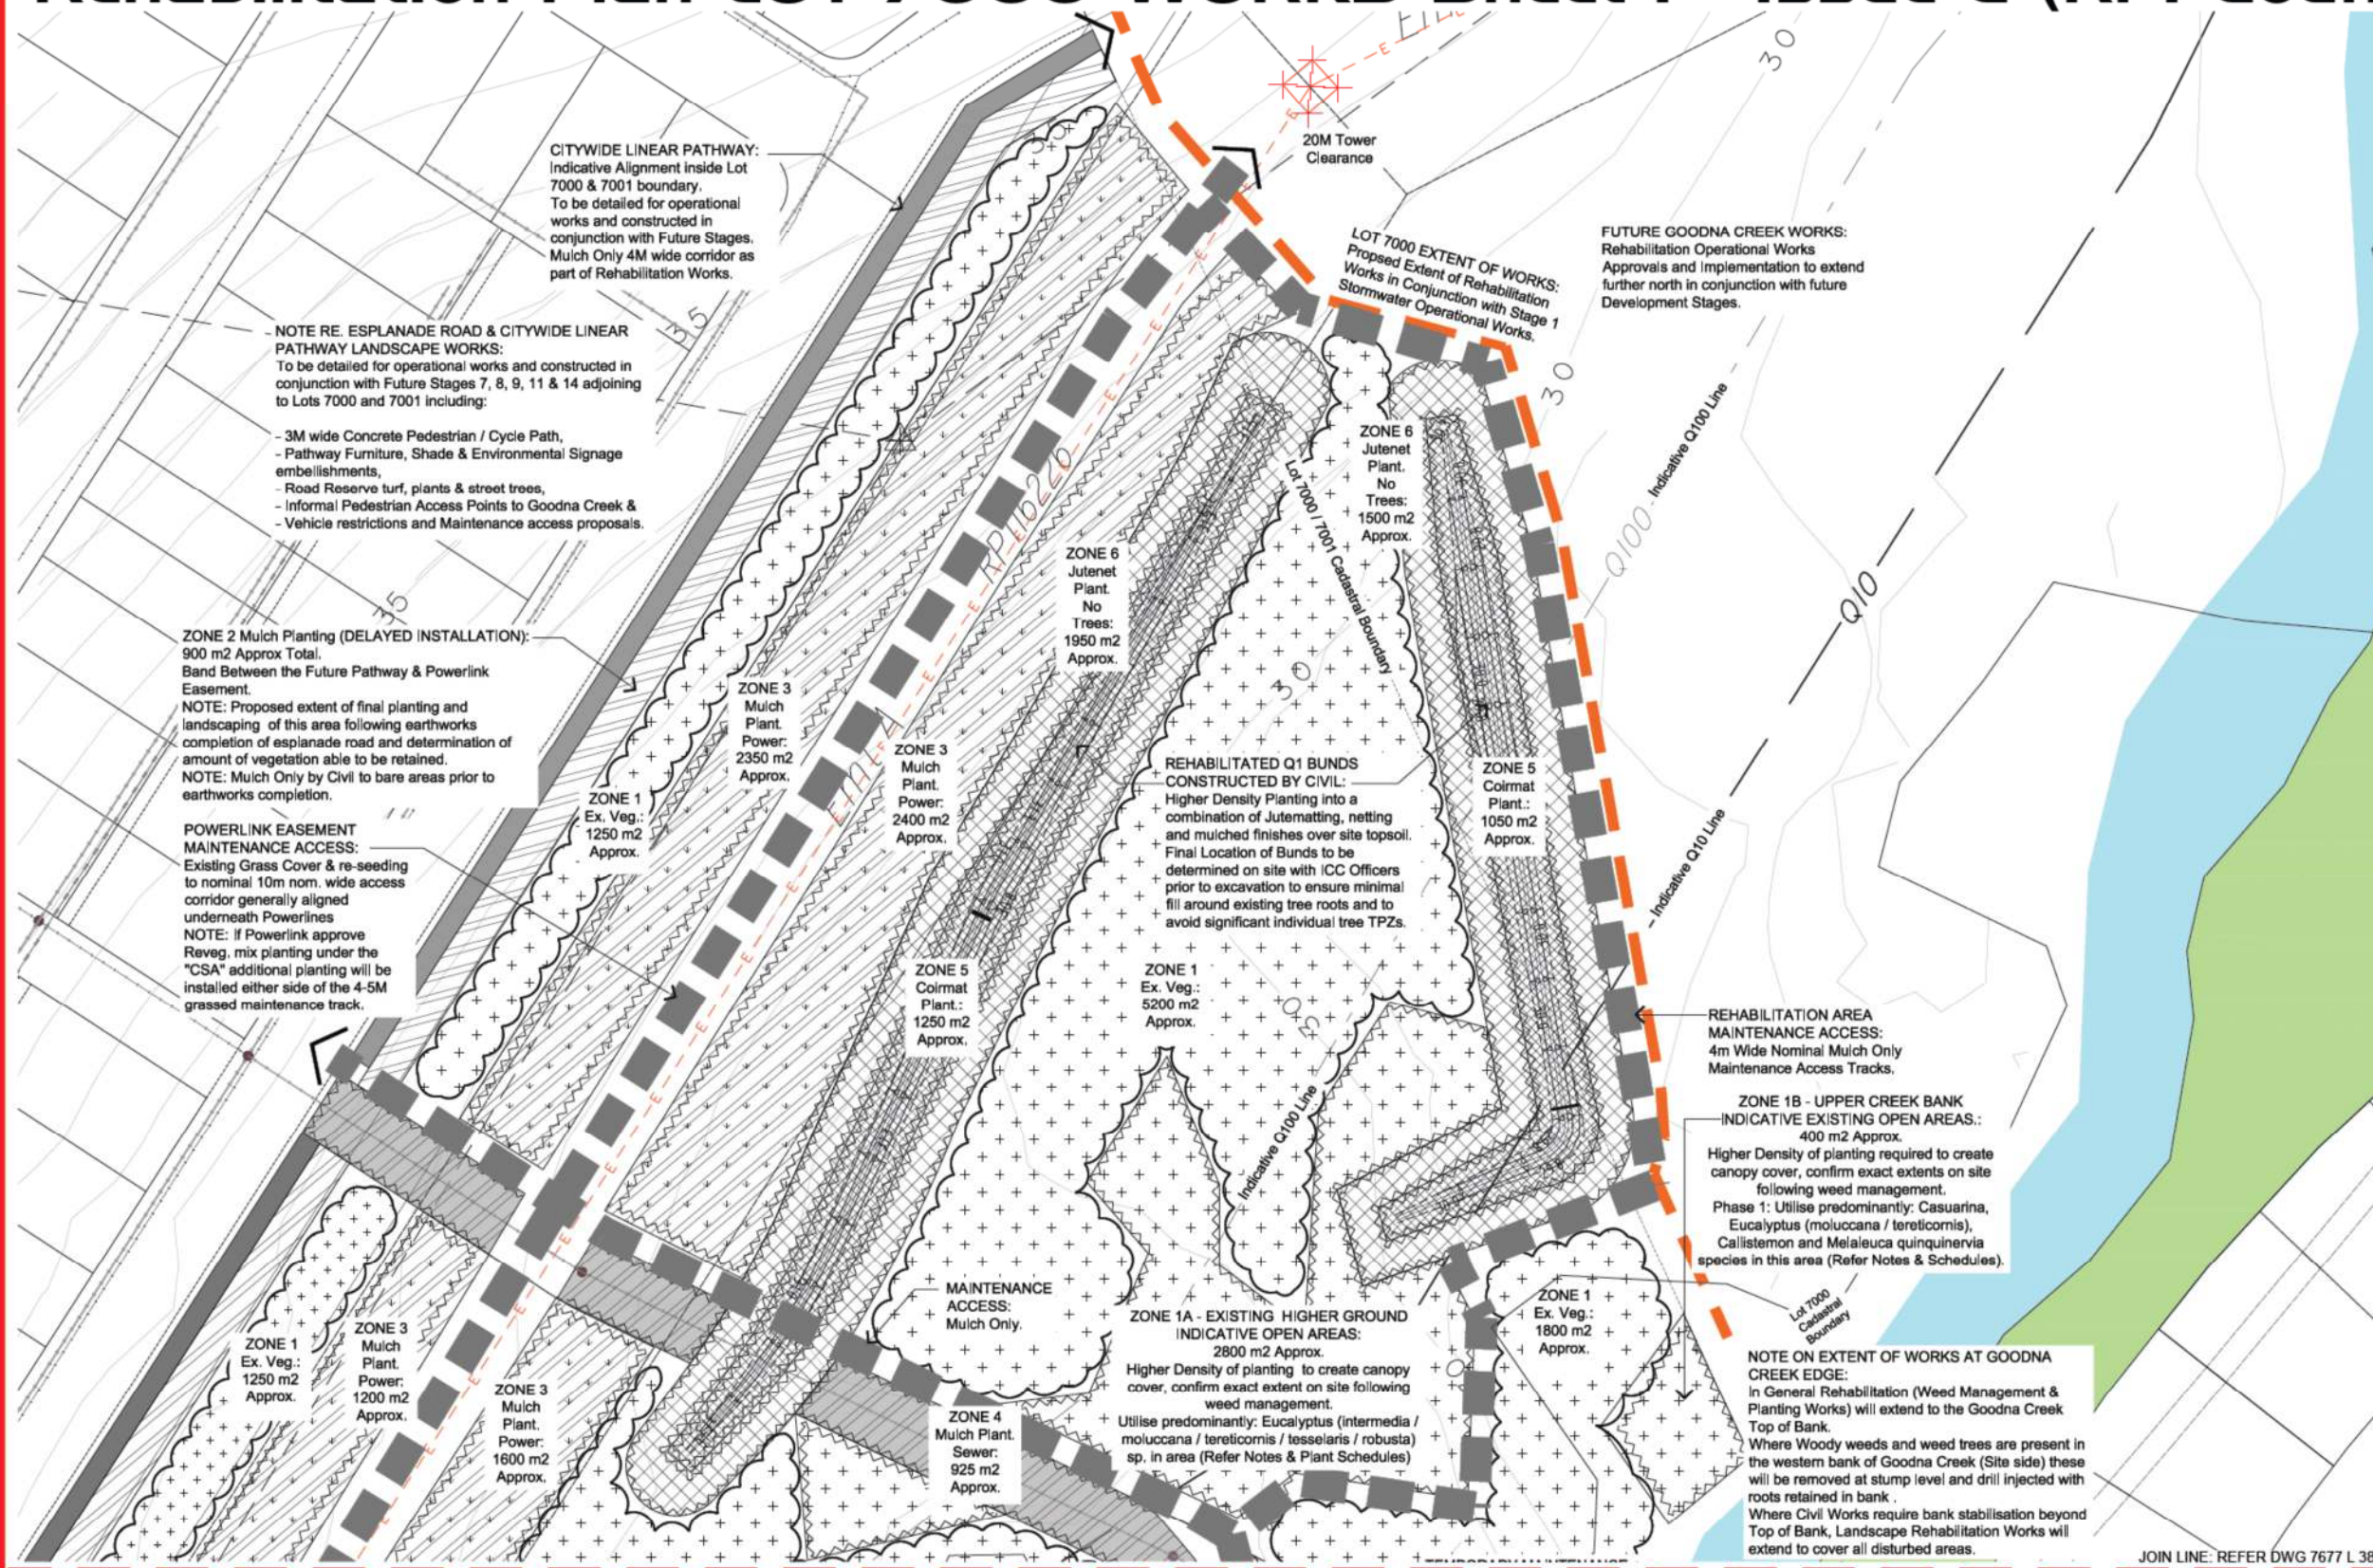 CITYWIDE LINEAR PATHWAY:
Indicative Alignment inside Lot
7000 & 7001 boundary.
To be detailed for operational
works and constructed in
conjunction with Future Stages.
Mulch Only 4M wide corridor as
part of Rehabilitation Works.
20M Tower
Clearance
30
LOT 7000 EXTENT OF WORKS:
Propsed Extent of Rehabilitation
Works in Conjunction with Stage 1
Stormwater Operational Works.
FUTURE GOODNA CREEK WORKS:
Rehabilitation Operational Works
Approvals and Implementation to extend
further north in conjunction with future
Development Stages.
NOTE RE. ESPLANADE ROAD & CITYWIDE LINEAR
PATHWAY LANDSCAPE WORKS:
To be detailed for operational works and constructed in
conjunction with Future Stages 7, 8, 9, 11 & 14 adjoining
to Lots 7000 and 7001 including:
- 3M wide Concrete Pedestrian / Cycle Path,
- Pathway Furniture, Shade & Environmental Signage
embellishments,
- Road Reserve turf, plants & street trees,
- Informal Pedestrian Access Points to Goodna Creek &
- Vehicle restrictions and Maintenance access proposals.
35
30
Indicative Q100 Line
Q100
Q10
Indicative Q10 Line
ZONE 6
Jutenet
Plant.
No
Trees:
1500 m2
Approx.
Lot 7000 / 7001 Cadastral Boundary
ZONE 6
Jutenet
Plant.
No
Trees:
1950 m2
Approx.
35
ZONE 2 Mulch Planting (DELAYED INSTALLATION):
900 m2 Approx Total.
Band Between the Future Pathway & Powerlink
Easement.
NOTE: Proposed extent of final planting and
landscaping of this area following earthworks
completion of esplanade road and determination of
amount of vegetation able to be retained.
NOTE: Mulch Only by Civil to bare areas prior to
earthworks completion.
ZONE 3
Mulch
Plant.
Power:
2350 m2
Approx.
ZONE 3
Mulch
Plant.
Power:
2400 m2
Approx.
30
REHABILITATED Q1 BUNDS
CONSTRUCTED BY CIVIL:
Higher Density Planting into a
combination of Jutematting, netting
and mulched finishes over site topsoil.
Final Location of Bunds to be
determined on site with ICC Officers
prior to excavation to ensure minimal
fill around existing tree roots and to
avoid significant individual tree TPZs.
ZONE 5
Coirmat
Plant.:
1050 m2
Approx.
ZONE 1
Ex. Veg.:
1250 m2
Approx.
POWERLINK EASEMENT
MAINTENANCE ACCESS:
Existing Grass Cover & re-seeding
to nominal 10m nom. wide access
corridor generally aligned
underneath Powerlines
NOTE: If Powerlink approve
Reveg. mix planting under the
"CSA" additional planting will be
installed either side of the 4-5M
grassed maintenance track.
ZONE 5
Coirmat
Plant.:
1250 m2
Approx.
ZONE 1
Ex. Veg.:
5200 m2
Approx.
30
Indicative Q100 Line
REHABILITATION AREA
MAINTENANCE ACCESS:
4m Wide Nominal Mulch Only
Maintenance Access Tracks.
ZONE 1B - UPPER CREEK BANK
INDICATIVE EXISTING OPEN AREAS.:
400 m2 Approx.
Higher Density of planting required to create
canopy cover, confirm exact extents on site
following weed management.
Phase 1: Utilise predominantly: Casuarina,
Eucalyptus (moluccana / tereticornis),
Callistemon and Melaleuca quinquinervia
species in this area (Refer Notes & Schedules).
MAINTENANCE
ACCESS:
Mulch Only.
ZONE 1A - EXISTING HIGHER GROUND
INDICATIVE OPEN AREAS:
2800 m2 Approx.
Higher Density of planting to create canopy
cover, confirm exact extent on site following
weed management.
Utilise predominantly: Eucalyptus (intermedia /
moluccana / tereticornis / tesselaris / robusta)
sp. in area (Refer Notes & Plant Schedules)
ZONE 1
Ex. Veg.:
1800 m2
Approx.
Lot 7000
Cadastral
Boundary
ZONE 1
Ex. Veg.:
1250 m2
Approx.
ZONE 3
Mulch
Plant.
Power:
1200 m2
Approx.
ZONE 3
Mulch
Plant.
Power:
1600 m2
Approx.
ZONE 4
Mulch Plant.
Sewer:
925 m2
Approx.
NOTE ON EXTENT OF WORKS AT GOODNA
CREEK EDGE:
In General Rehabilitation (Weed Management &
Planting Works) will extend to the Goodna Creek
Top of Bank.
Where Woody weeds and weed trees are present in
the western bank of Goodna Creek (Site side) these
will be removed at stump level and drill injected with
roots retained in bank .
Where Civil Works require bank stabilisation beyond
Top of Bank, Landscape Rehabilitation Works will
extend to cover all disturbed areas.
JOIN LINE: REFER DWG 7677 L 38